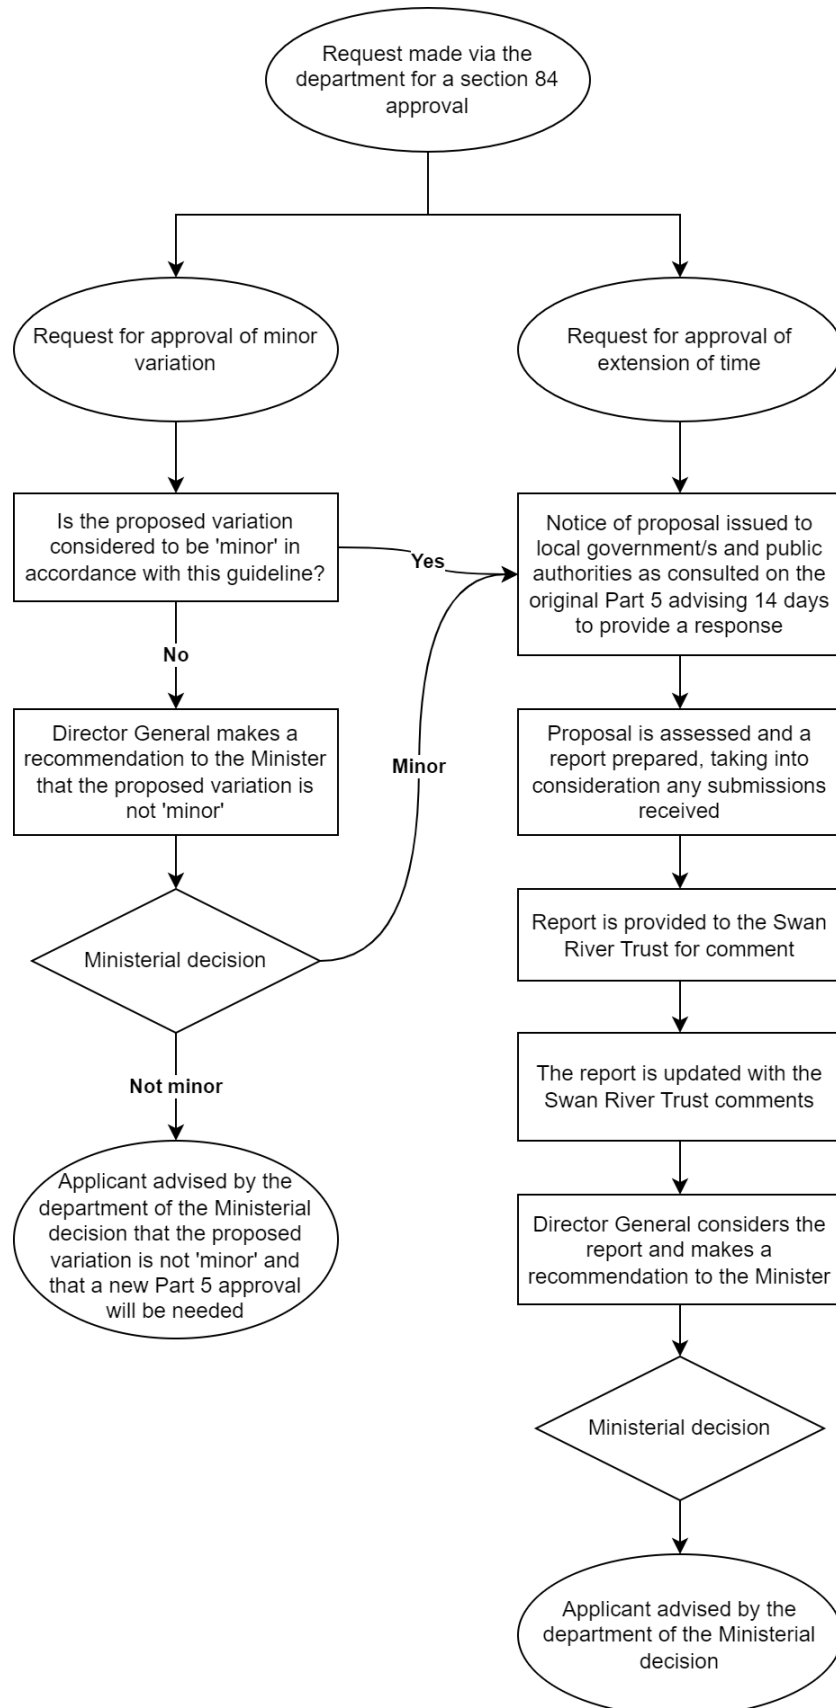 Request made via the
department for a section 84
approval
Request for approval of minor
variation
Request for approval of
extension of time
Is the proposed variation
considered to be 'minor' in
accordance with this guideline?
Yes
Notice of proposal issued to
local government/s and public
authorities as consulted on the
original Part 5 advising 14 days
to provide a response
No
Director General makes a
recommendation to the Minister
that the proposed variation is
not 'minor'
Minor
Proposal is assessed and a
report prepared, taking into
consideration any submissions
received
Ministerial decision
Report is provided to the Swan
River Trust for comment
Not minor
The report is updated with the
Swan River Trust comments
Applicant advised by the
department of the Ministerial
decision that the proposed
variation is not 'minor' and
that a new Part 5 approval
will be needed
Director General considers the
report and makes a
recommendation to the Minister
Ministerial decision
Applicant advised by the
department of the Ministerial
decision